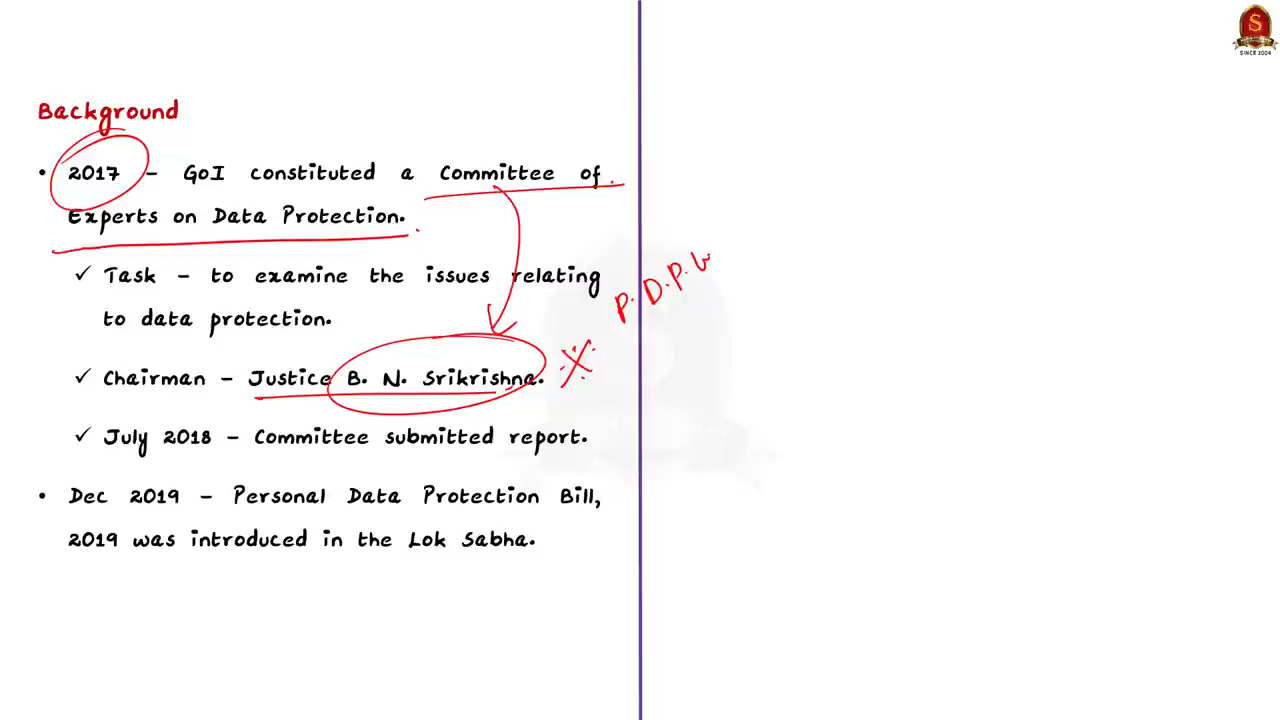 S
SINCE 2004
Background
• 2017 – GoI constituted a Committee of
Experts on Data Protection.
✓ Task – to examine the issues relating
to data protection.
P. D. P.
✓ Chairman – Justice B. N. Srikrishna.
✓ July 2018 – Committee submitted report.
• Dec 2019 – Personal Data Protection Bill,
2019 was introduced in the Lok Sabha.